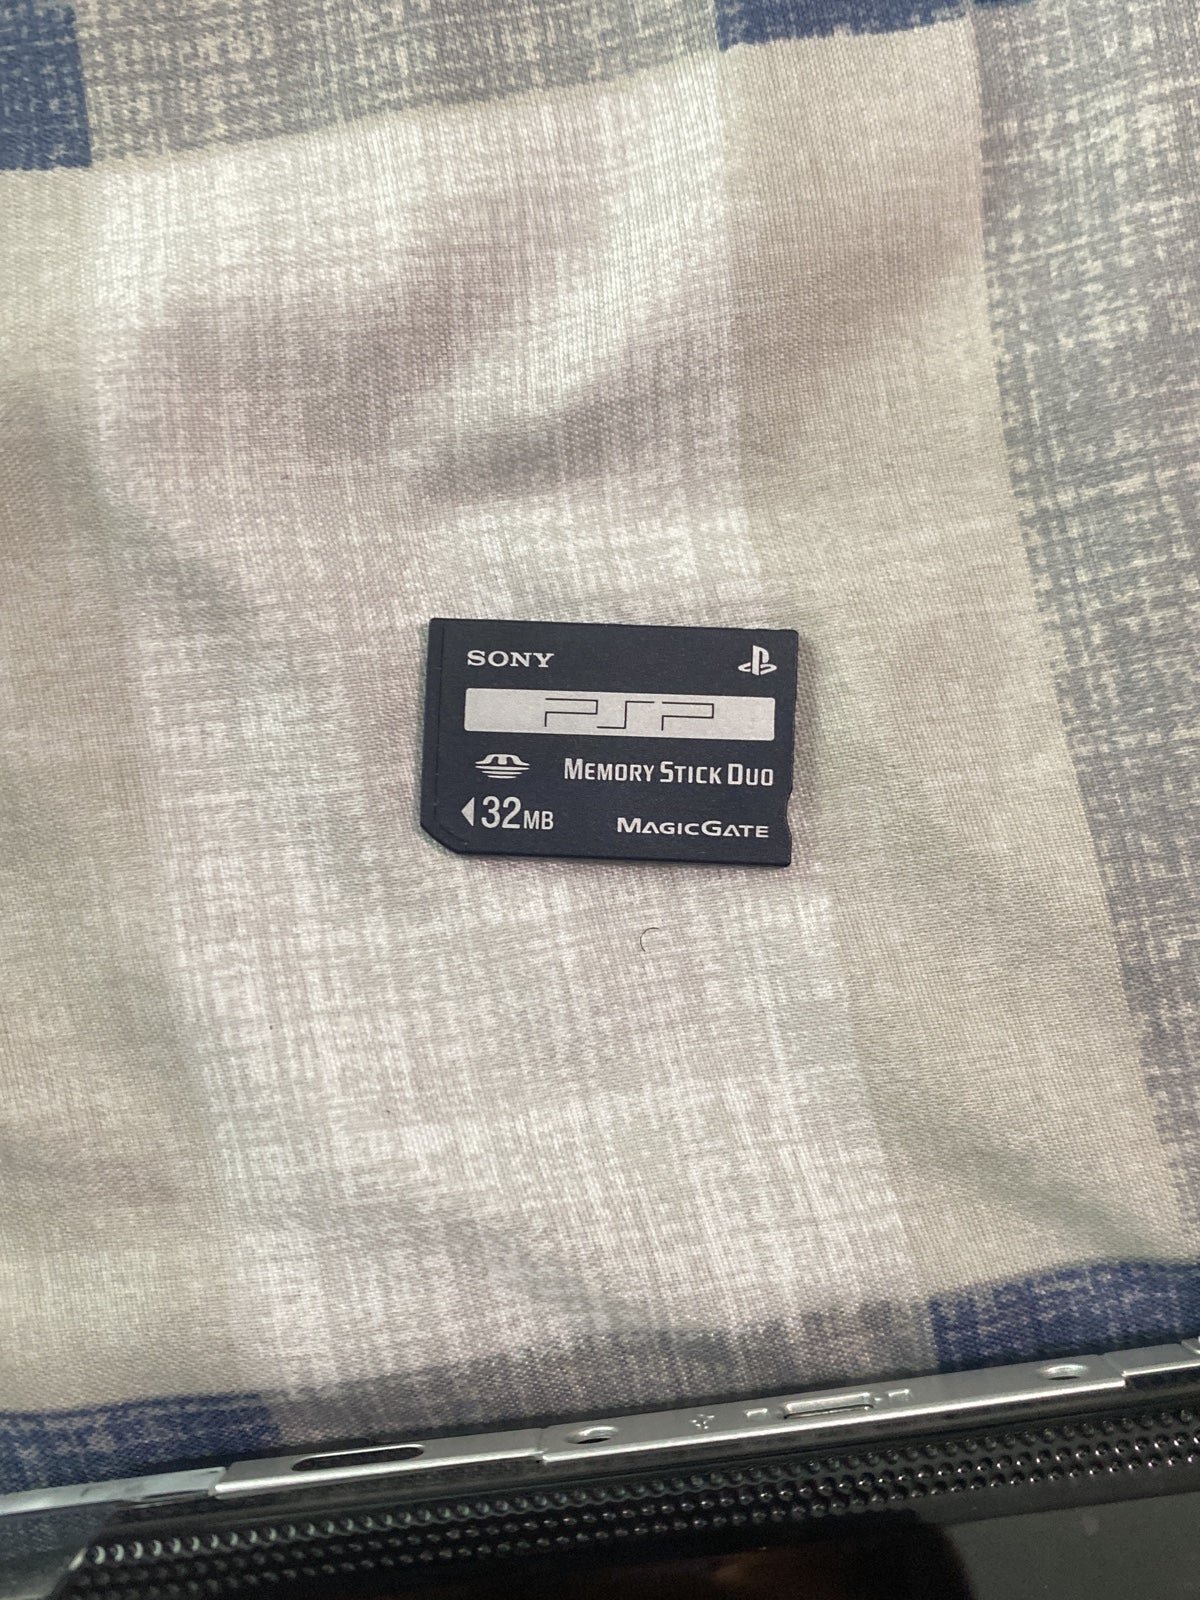 SONY
PSP
MEMORY STICK DUO
32MB
MAGICGATE